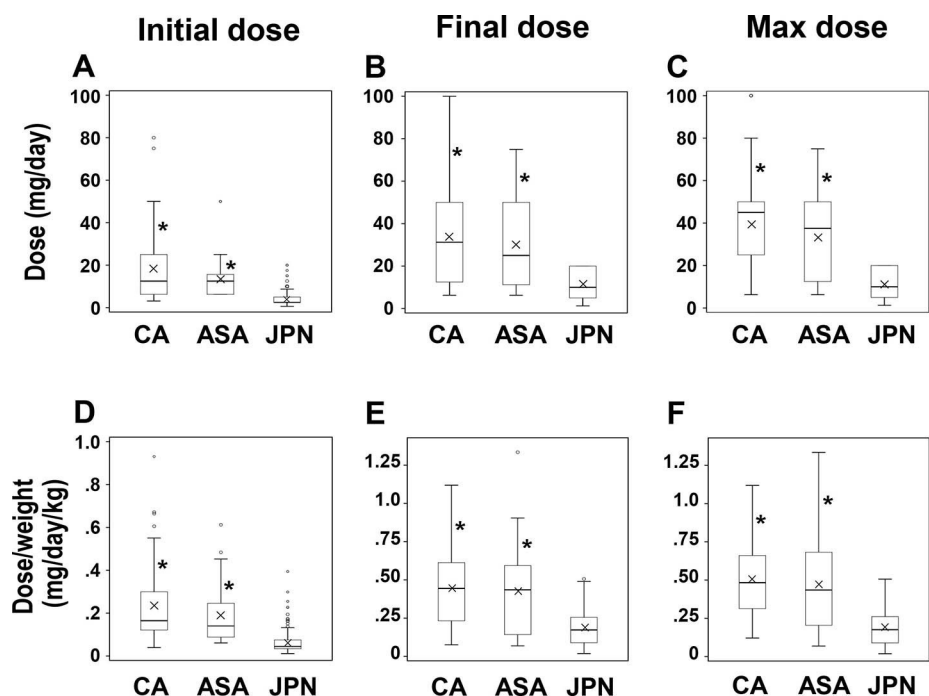 Initial dose Final dose Max dose
A B C
Dose (mg/day)
100 100 100
80 80 80
60 60 60
40 40 40
20 20 20
0 0 0
* * * * * *
CA ASA JPN CA ASA JPN CA ASA JPN
D E F
Dose/weight
(mg/day/kg)
1.0 1.25 1.25
.8 1.0 1.0
.6 .75 .75
.4 .50 .50
.2 .25 .25
0 0 0
* * * * * *
CA ASA JPN CA ASA JPN CA ASA JPN